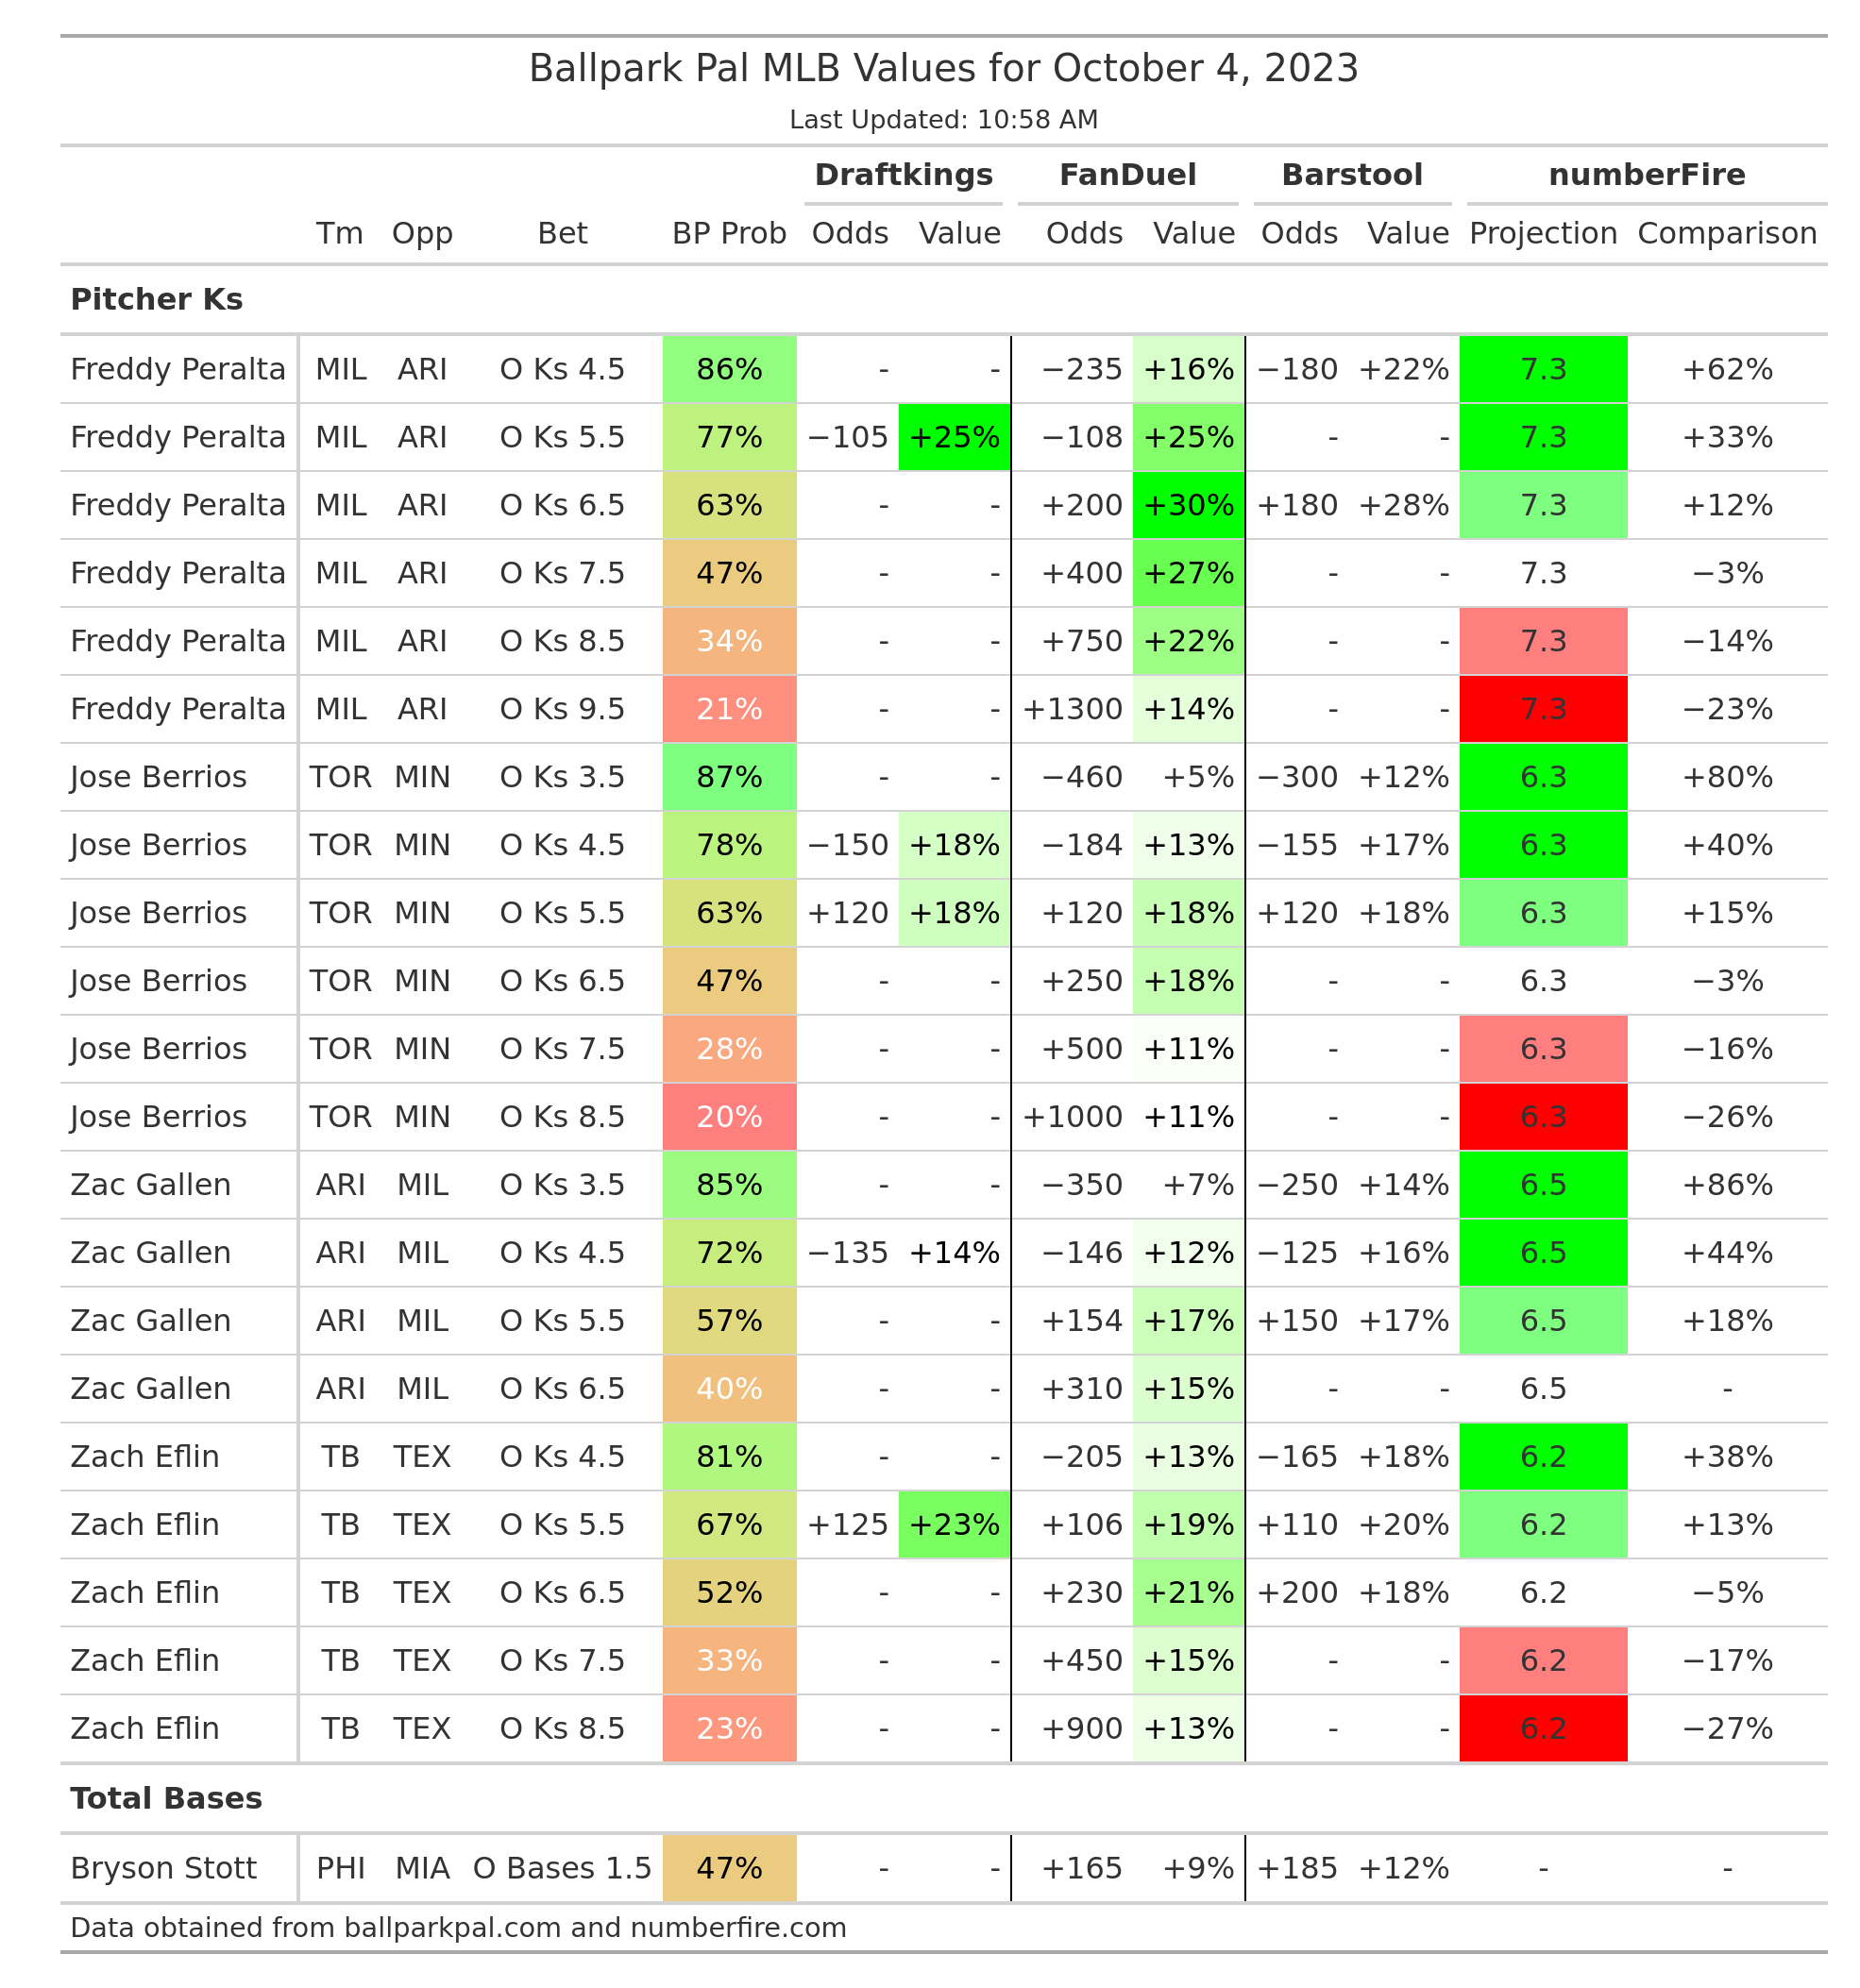 Ballpark Pal MLB Values for October 4, 2023
Last Updated: 10:58 AM
Draftkings FanDuel Barstool numberFire
Tm Opp Bet BP Prob Odds Value Odds Value Odds Value Projection Comparison
Pitcher Ks
Freddy Peralta MIL ARI O Ks 4.5 86% - - −235 +16% −180 +22% 7.3 +62%
Freddy Peralta MIL ARI O Ks 5.5 77% −105 +25% −108 +25% - - 7.3 +33%
Freddy Peralta MIL ARI O Ks 6.5 63% - - +200 +30% +180 +28% 7.3 +12%
Freddy Peralta MIL ARI O Ks 7.5 47% - - +400 +27% - - 7.3 −3%
Freddy Peralta MIL ARI O Ks 8.5 34% - - +750 +22% - - 7.3 −14%
Freddy Peralta MIL ARI O Ks 9.5 21% - - +1300 +14% - - 7.3 −23%
Jose Berrios TOR MIN O Ks 3.5 87% - - −460 +5% −300 +12% 6.3 +80%
Jose Berrios TOR MIN O Ks 4.5 78% −150 +18% −184 +13% −155 +17% 6.3 +40%
Jose Berrios TOR MIN O Ks 5.5 63% +120 +18% +120 +18% +120 +18% 6.3 +15%
Jose Berrios TOR MIN O Ks 6.5 47% - - +250 +18% - - 6.3 −3%
Jose Berrios TOR MIN O Ks 7.5 28% - - +500 +11% - - 6.3 −16%
Jose Berrios TOR MIN O Ks 8.5 20% - - +1000 +11% - - 6.3 −26%
Zac Gallen ARI MIL O Ks 3.5 85% - - −350 +7% −250 +14% 6.5 +86%
Zac Gallen ARI MIL O Ks 4.5 72% −135 +14% −146 +12% −125 +16% 6.5 +44%
Zac Gallen ARI MIL O Ks 5.5 57% - - +154 +17% +150 +17% 6.5 +18%
Zac Gallen ARI MIL O Ks 6.5 40% - - +310 +15% - - 6.5 -
Zach Eflin TB TEX O Ks 4.5 81% - - −205 +13% −165 +18% 6.2 +38%
Zach Eflin TB TEX O Ks 5.5 67% +125 +23% +106 +19% +110 +20% 6.2 +13%
Zach Eflin TB TEX O Ks 6.5 52% - - +230 +21% +200 +18% 6.2 −5%
Zach Eflin TB TEX O Ks 7.5 33% - - +450 +15% - - 6.2 −17%
Zach Eflin TB TEX O Ks 8.5 23% - - +900 +13% - - 6.2 −27%
Total Bases
Bryson Stott PHI MIA O Bases 1.5 47% - - +165 +9% +185 +12% - -
Data obtained from ballparkpal.com and numberfire.com